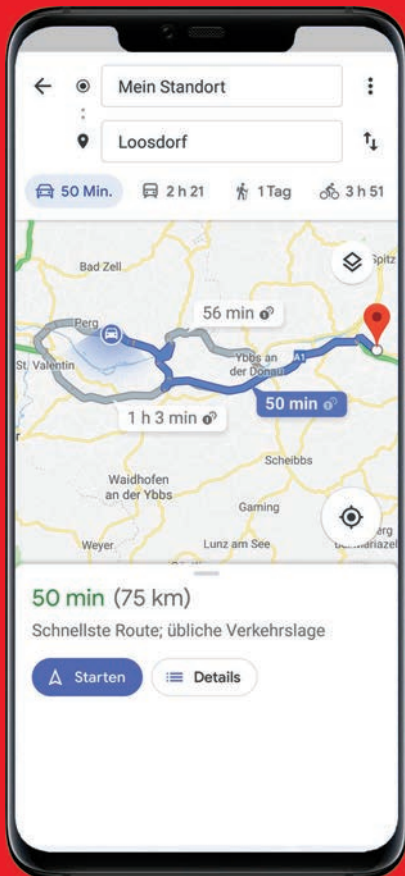 Mein Standort
Loosdorf
50 Min.
2 h 21
1 Tag
3 h 51
Bad Zell
Spitz
56 min
Perg
St. Valentin
Ybbs an
der Donau
A1
50 min
1 h 3 min
Scheibbs
Waidhofen
an der Ybbs
Gaming
Weyer
Lunz am See
50 min (75 km)
Schnellste Route; übliche Verkehrslage
Starten
Details